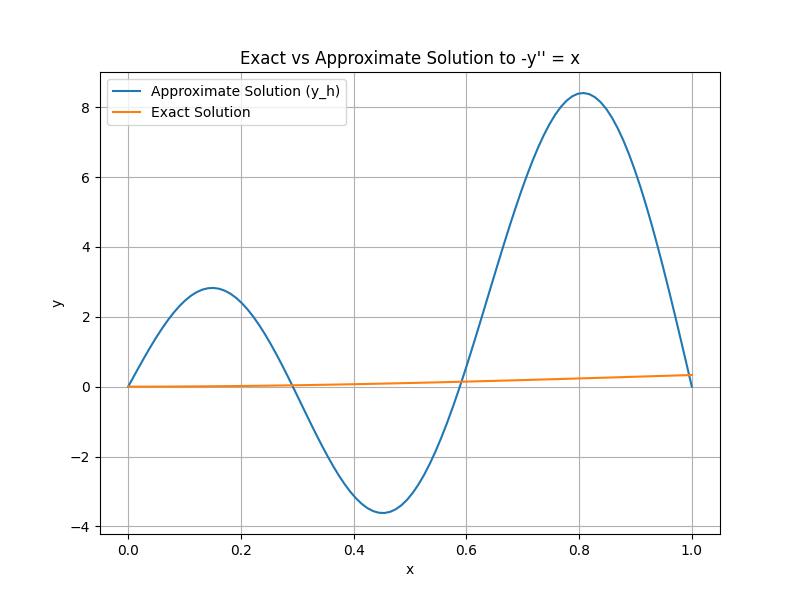 Exact vs Approximate Solution to -y'' = x
Approximate Solution (y_h)
Exact Solution
8
6
4
2
0
−2
−4
y
0.0 0.2 0.4 0.6 0.8 1.0
x